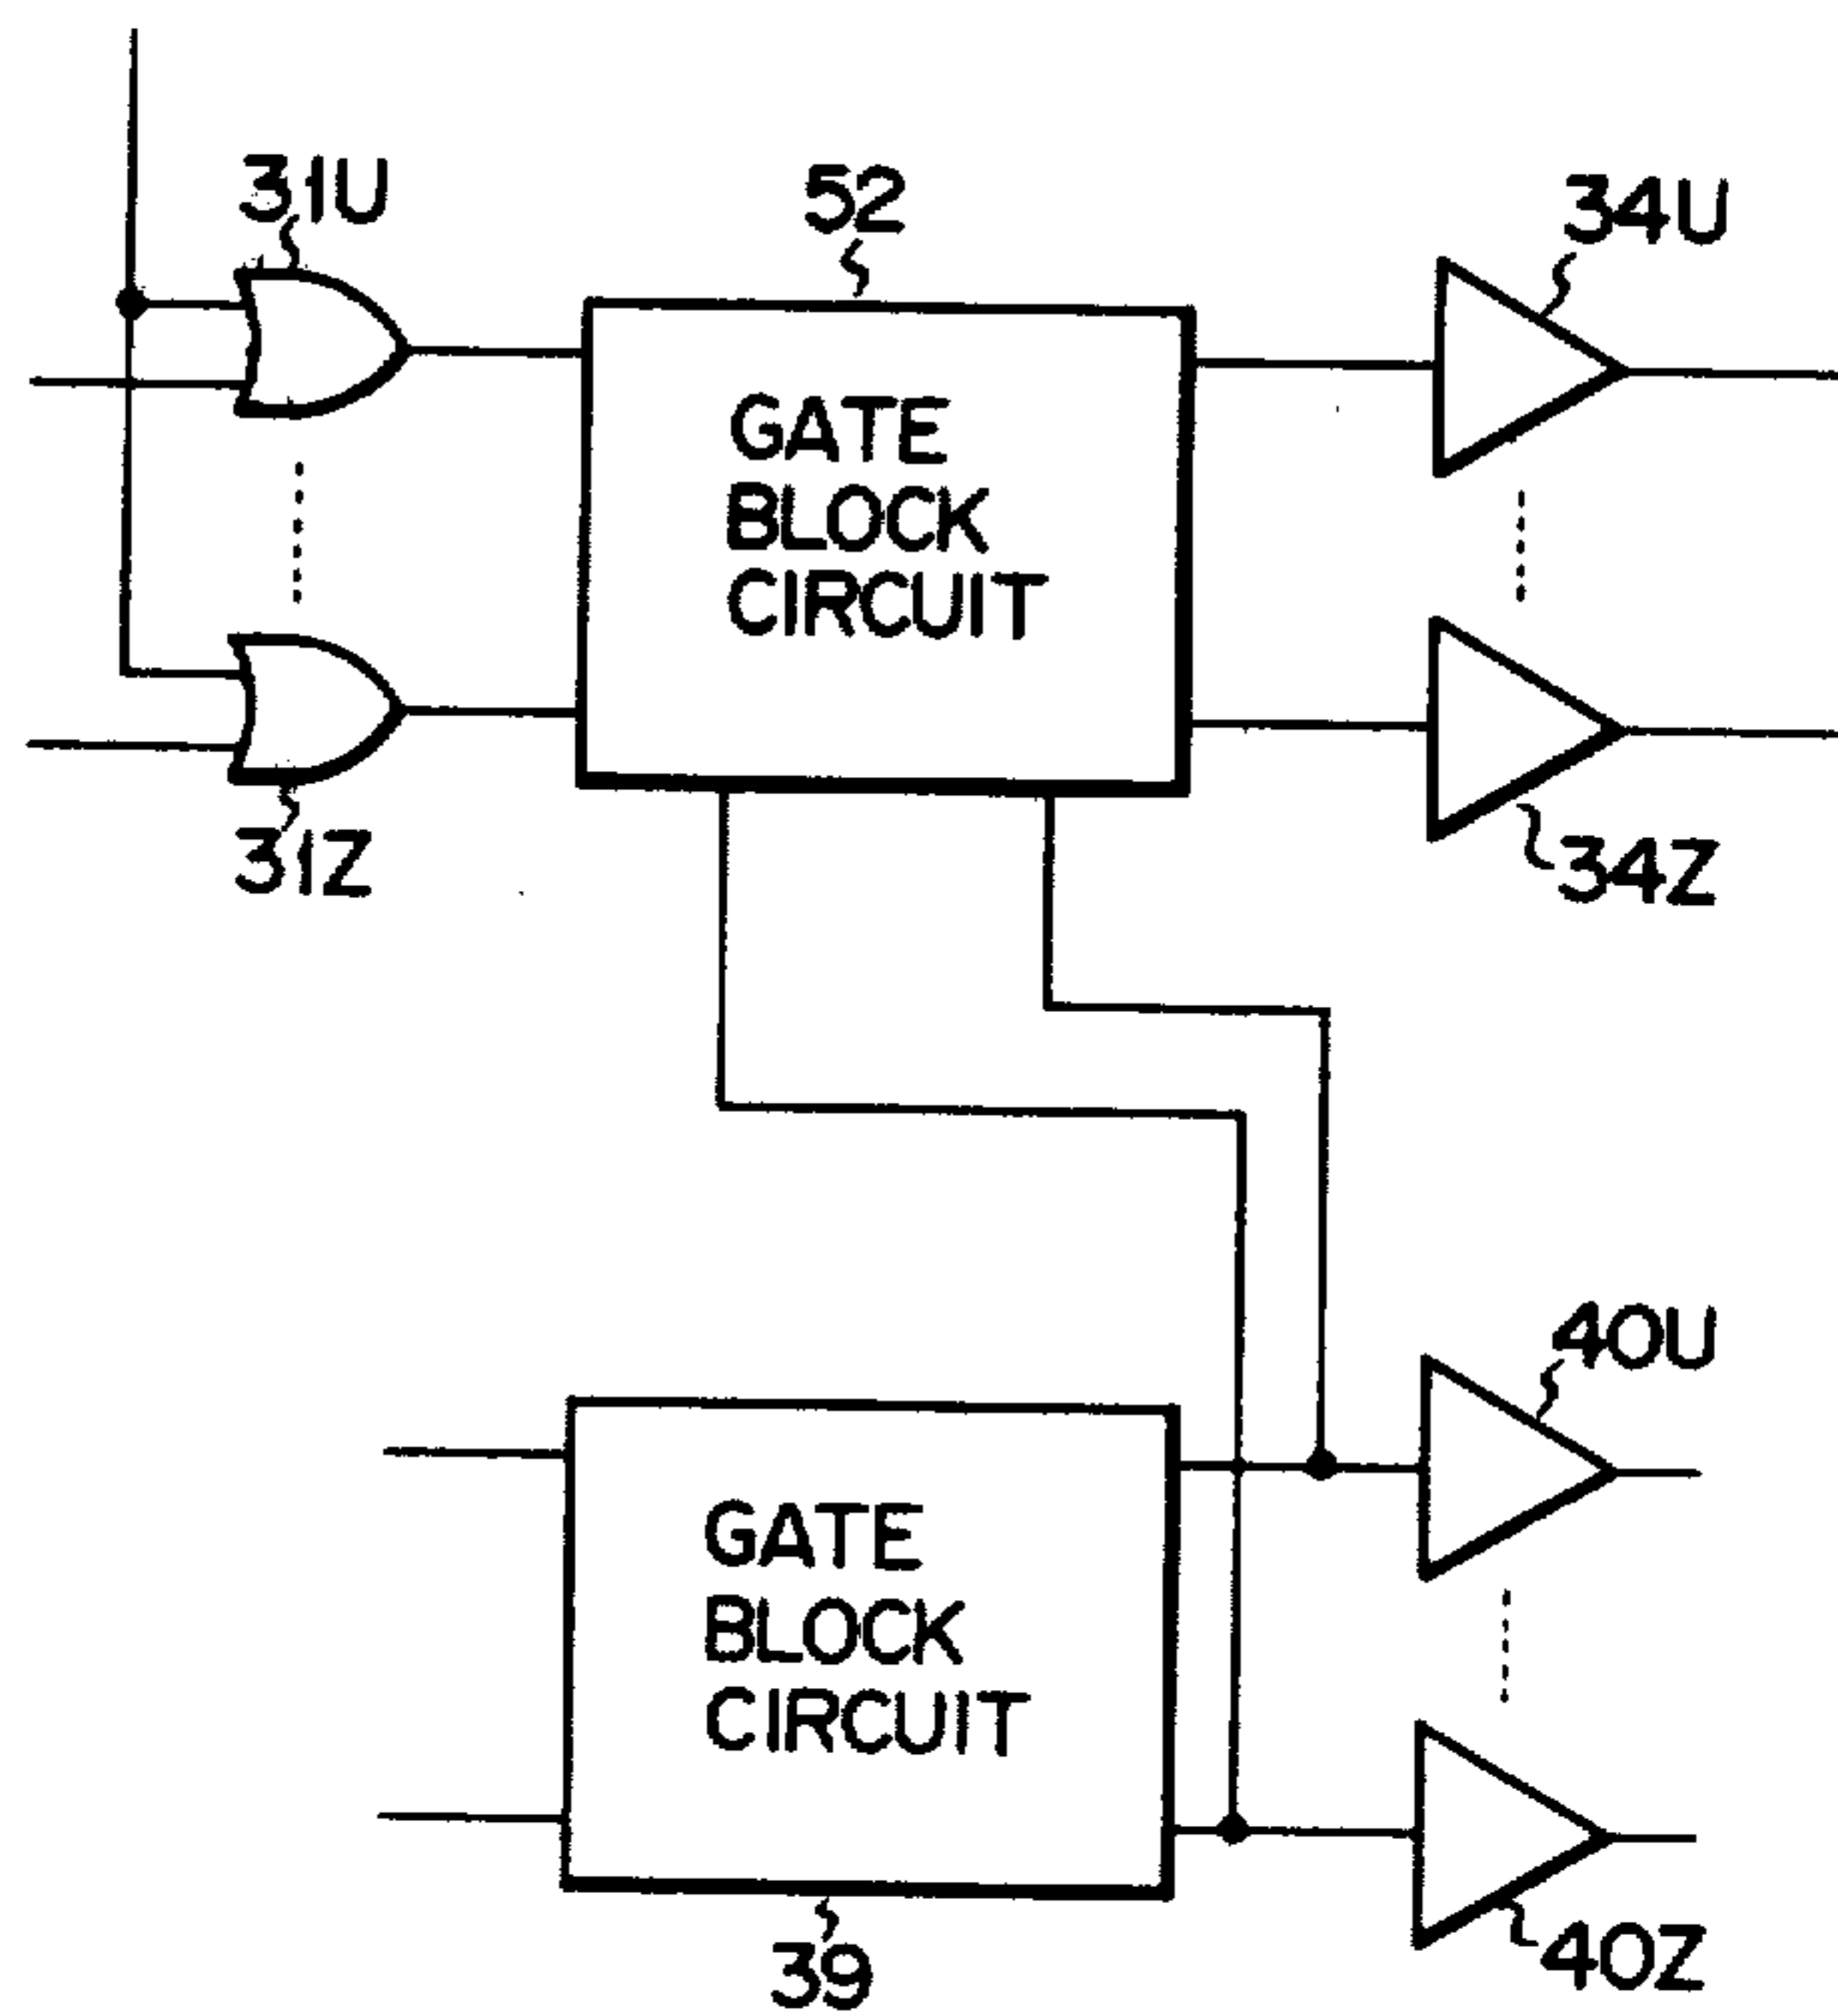 31U
52
34U
GATE
BLOCK
CIRCUIT
31Z
34Z
40U
GATE
BLOCK
CIRCUIT
39
40Z